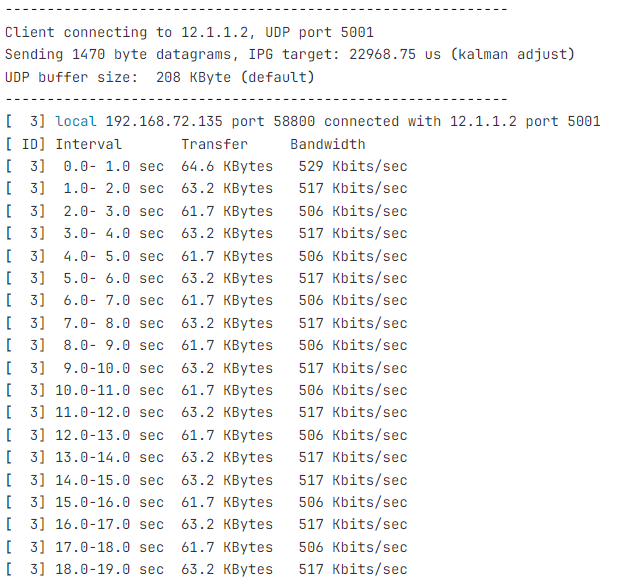 ------------------------------------------------------------
Client connecting to 12.1.1.2, UDP port 5001
Sending 1470 byte datagrams, IPG target: 22968.75 us (kalman adjust)
UDP buffer size:  208 KByte (default)
------------------------------------------------------------
[  3] local 192.168.72.135 port 58800 connected with 12.1.1.2 port 5001
[ ID] Interval       Transfer     Bandwidth
[  3]  0.0- 1.0 sec  64.6 KBytes   529 Kbits/sec
[  3]  1.0- 2.0 sec  63.2 KBytes   517 Kbits/sec
[  3]  2.0- 3.0 sec  61.7 KBytes   506 Kbits/sec
[  3]  3.0- 4.0 sec  63.2 KBytes   517 Kbits/sec
[  3]  4.0- 5.0 sec  61.7 KBytes   506 Kbits/sec
[  3]  5.0- 6.0 sec  63.2 KBytes   517 Kbits/sec
[  3]  6.0- 7.0 sec  61.7 KBytes   506 Kbits/sec
[  3]  7.0- 8.0 sec  63.2 KBytes   517 Kbits/sec
[  3]  8.0- 9.0 sec  61.7 KBytes   506 Kbits/sec
[  3]  9.0-10.0 sec  63.2 KBytes   517 Kbits/sec
[  3] 10.0-11.0 sec  61.7 KBytes   506 Kbits/sec
[  3] 11.0-12.0 sec  63.2 KBytes   517 Kbits/sec
[  3] 12.0-13.0 sec  61.7 KBytes   506 Kbits/sec
[  3] 13.0-14.0 sec  63.2 KBytes   517 Kbits/sec
[  3] 14.0-15.0 sec  63.2 KBytes   517 Kbits/sec
[  3] 15.0-16.0 sec  61.7 KBytes   506 Kbits/sec
[  3] 16.0-17.0 sec  63.2 KBytes   517 Kbits/sec
[  3] 17.0-18.0 sec  61.7 KBytes   506 Kbits/sec
[  3] 18.0-19.0 sec  63.2 KBytes   517 Kbits/sec